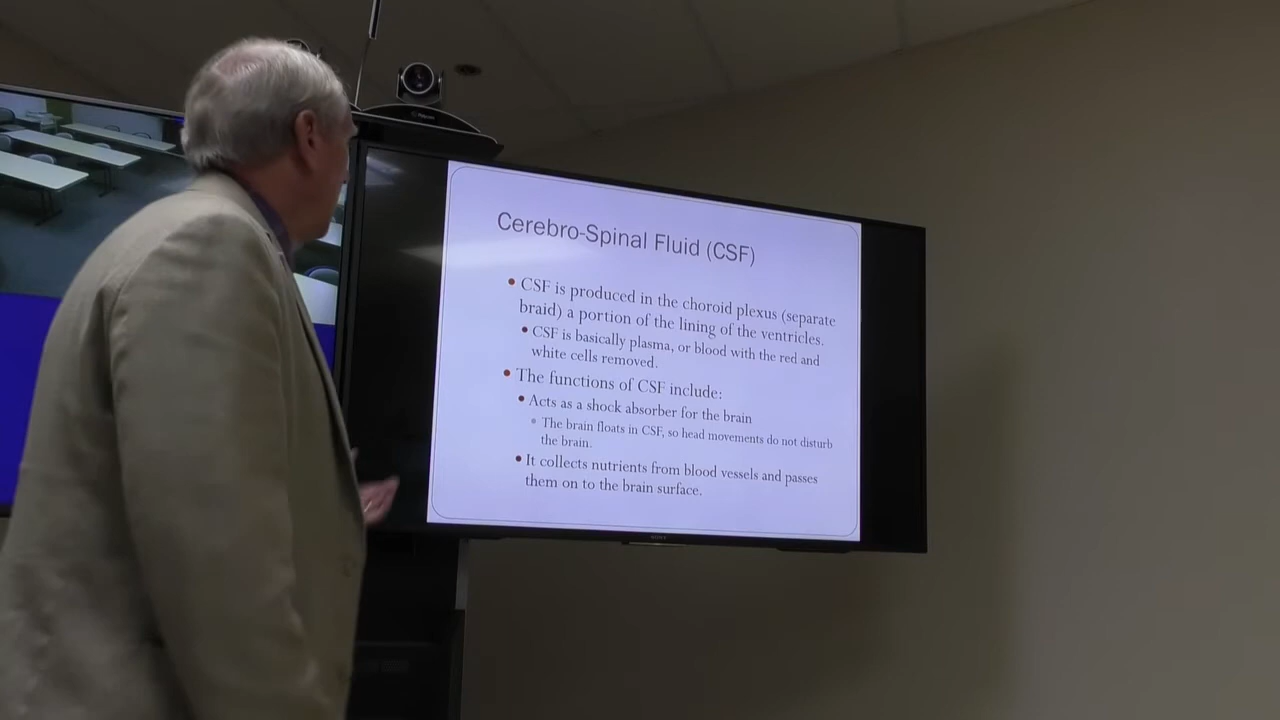 Cerebro-Spinal Fluid (CSF)
• CSF is produced in the choroid plexus (separate
braid) a portion of the lining of the ventricles.
• CSF is basically plasma, or blood with the red and
white cells removed.
• The functions of CSF include:
• Acts as a shock absorber for the brain
• The brain floats in CSF, so head movements do not disturb
the brain.
• It collects nutrients from blood vessels and passes
them on to the brain surface.
SONY